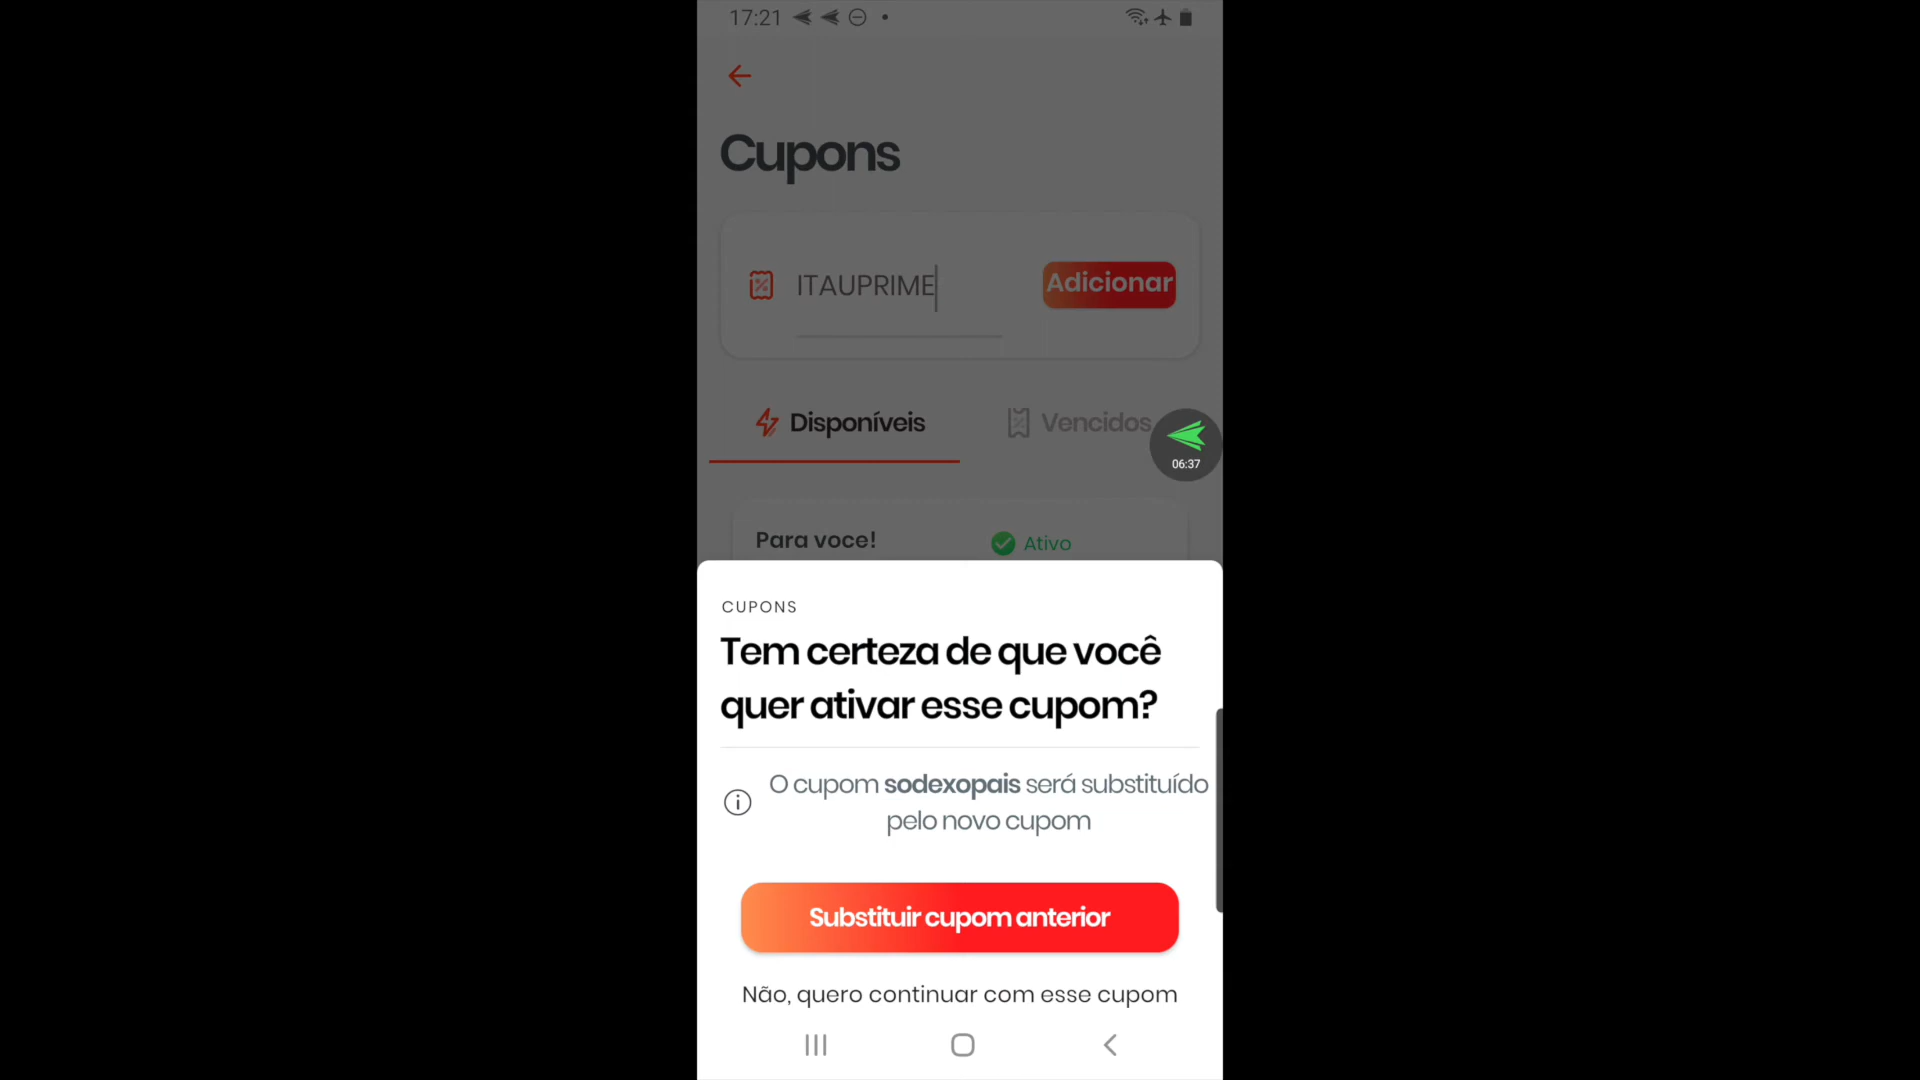 17:21
Cupons
ITAUPRIME
Adicionar
Disponíveis
Vencidos
06:37
Para voce!
Ativo
CUPONS
Tem certeza de que você
quer ativar esse cupom?
O cupom sodexopais será substituído
pelo novo cupom
Substituir cupom anterior
Não, quero continuar com esse cupom